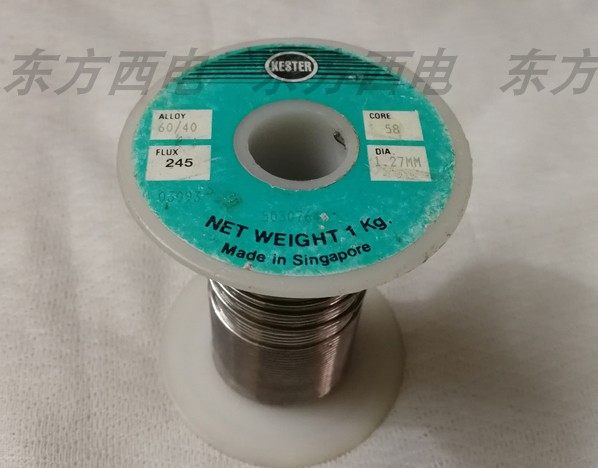 KESTER
东方西电 东方西电 东方
ALLOY
60/40
CORE
58
FLUX
245
DIA
1.27MM
NET WEIGHT 1 Kg.
Made in Singapore